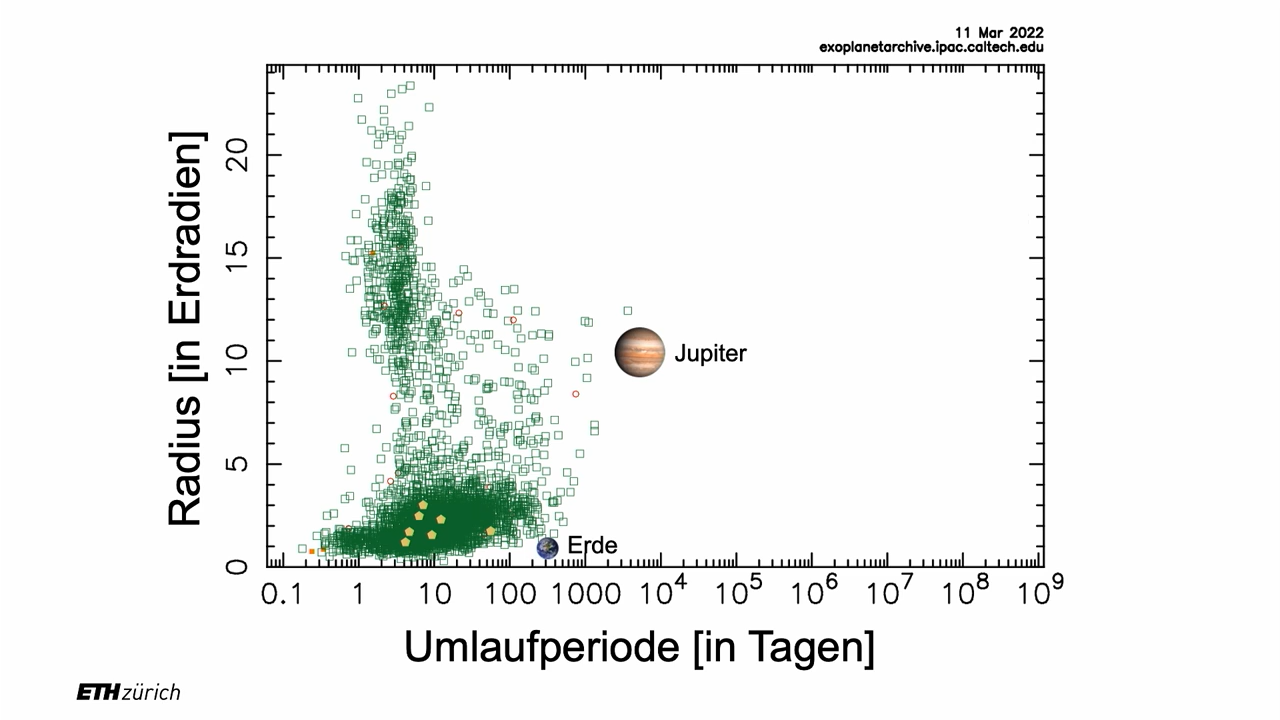 11 Mar 2022
exoplanetarchive.ipac.caltech.edu
Radius [in Erdradien]
20
15
10
5
0
Jupiter
Erde
0.1 1 10 100 1000 10⁴ 10⁵ 10⁶ 10⁷ 10⁸ 10⁹
Umlaufperiode [in Tagen]
ETH zürich